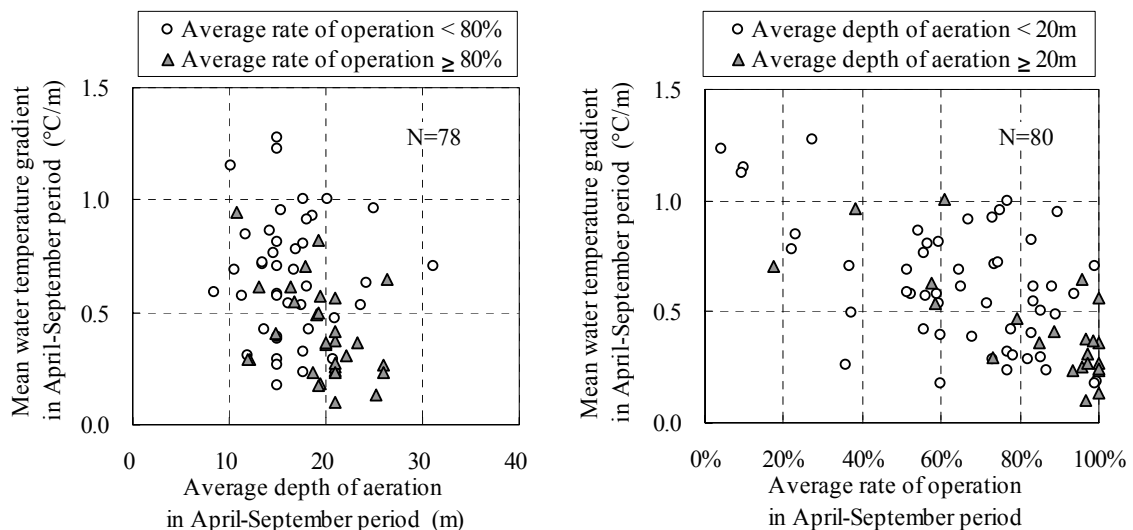 Average rate of operation < 80%
Average rate of operation ≥ 80%
Mean water temperature gradient
in April-September period (°C/m)
1.5
1.0
0.5
0.0
N=78
0 10 20 30 40
Average depth of aeration
in April-September period (m)
Average depth of aeration < 20m
Average depth of aeration ≥ 20m
Mean water temperature gradient
in April-September period (°C/m)
1.5
1.0
0.5
0.0
N=80
0% 20% 40% 60% 80% 100%
Average rate of operation
in April-September period